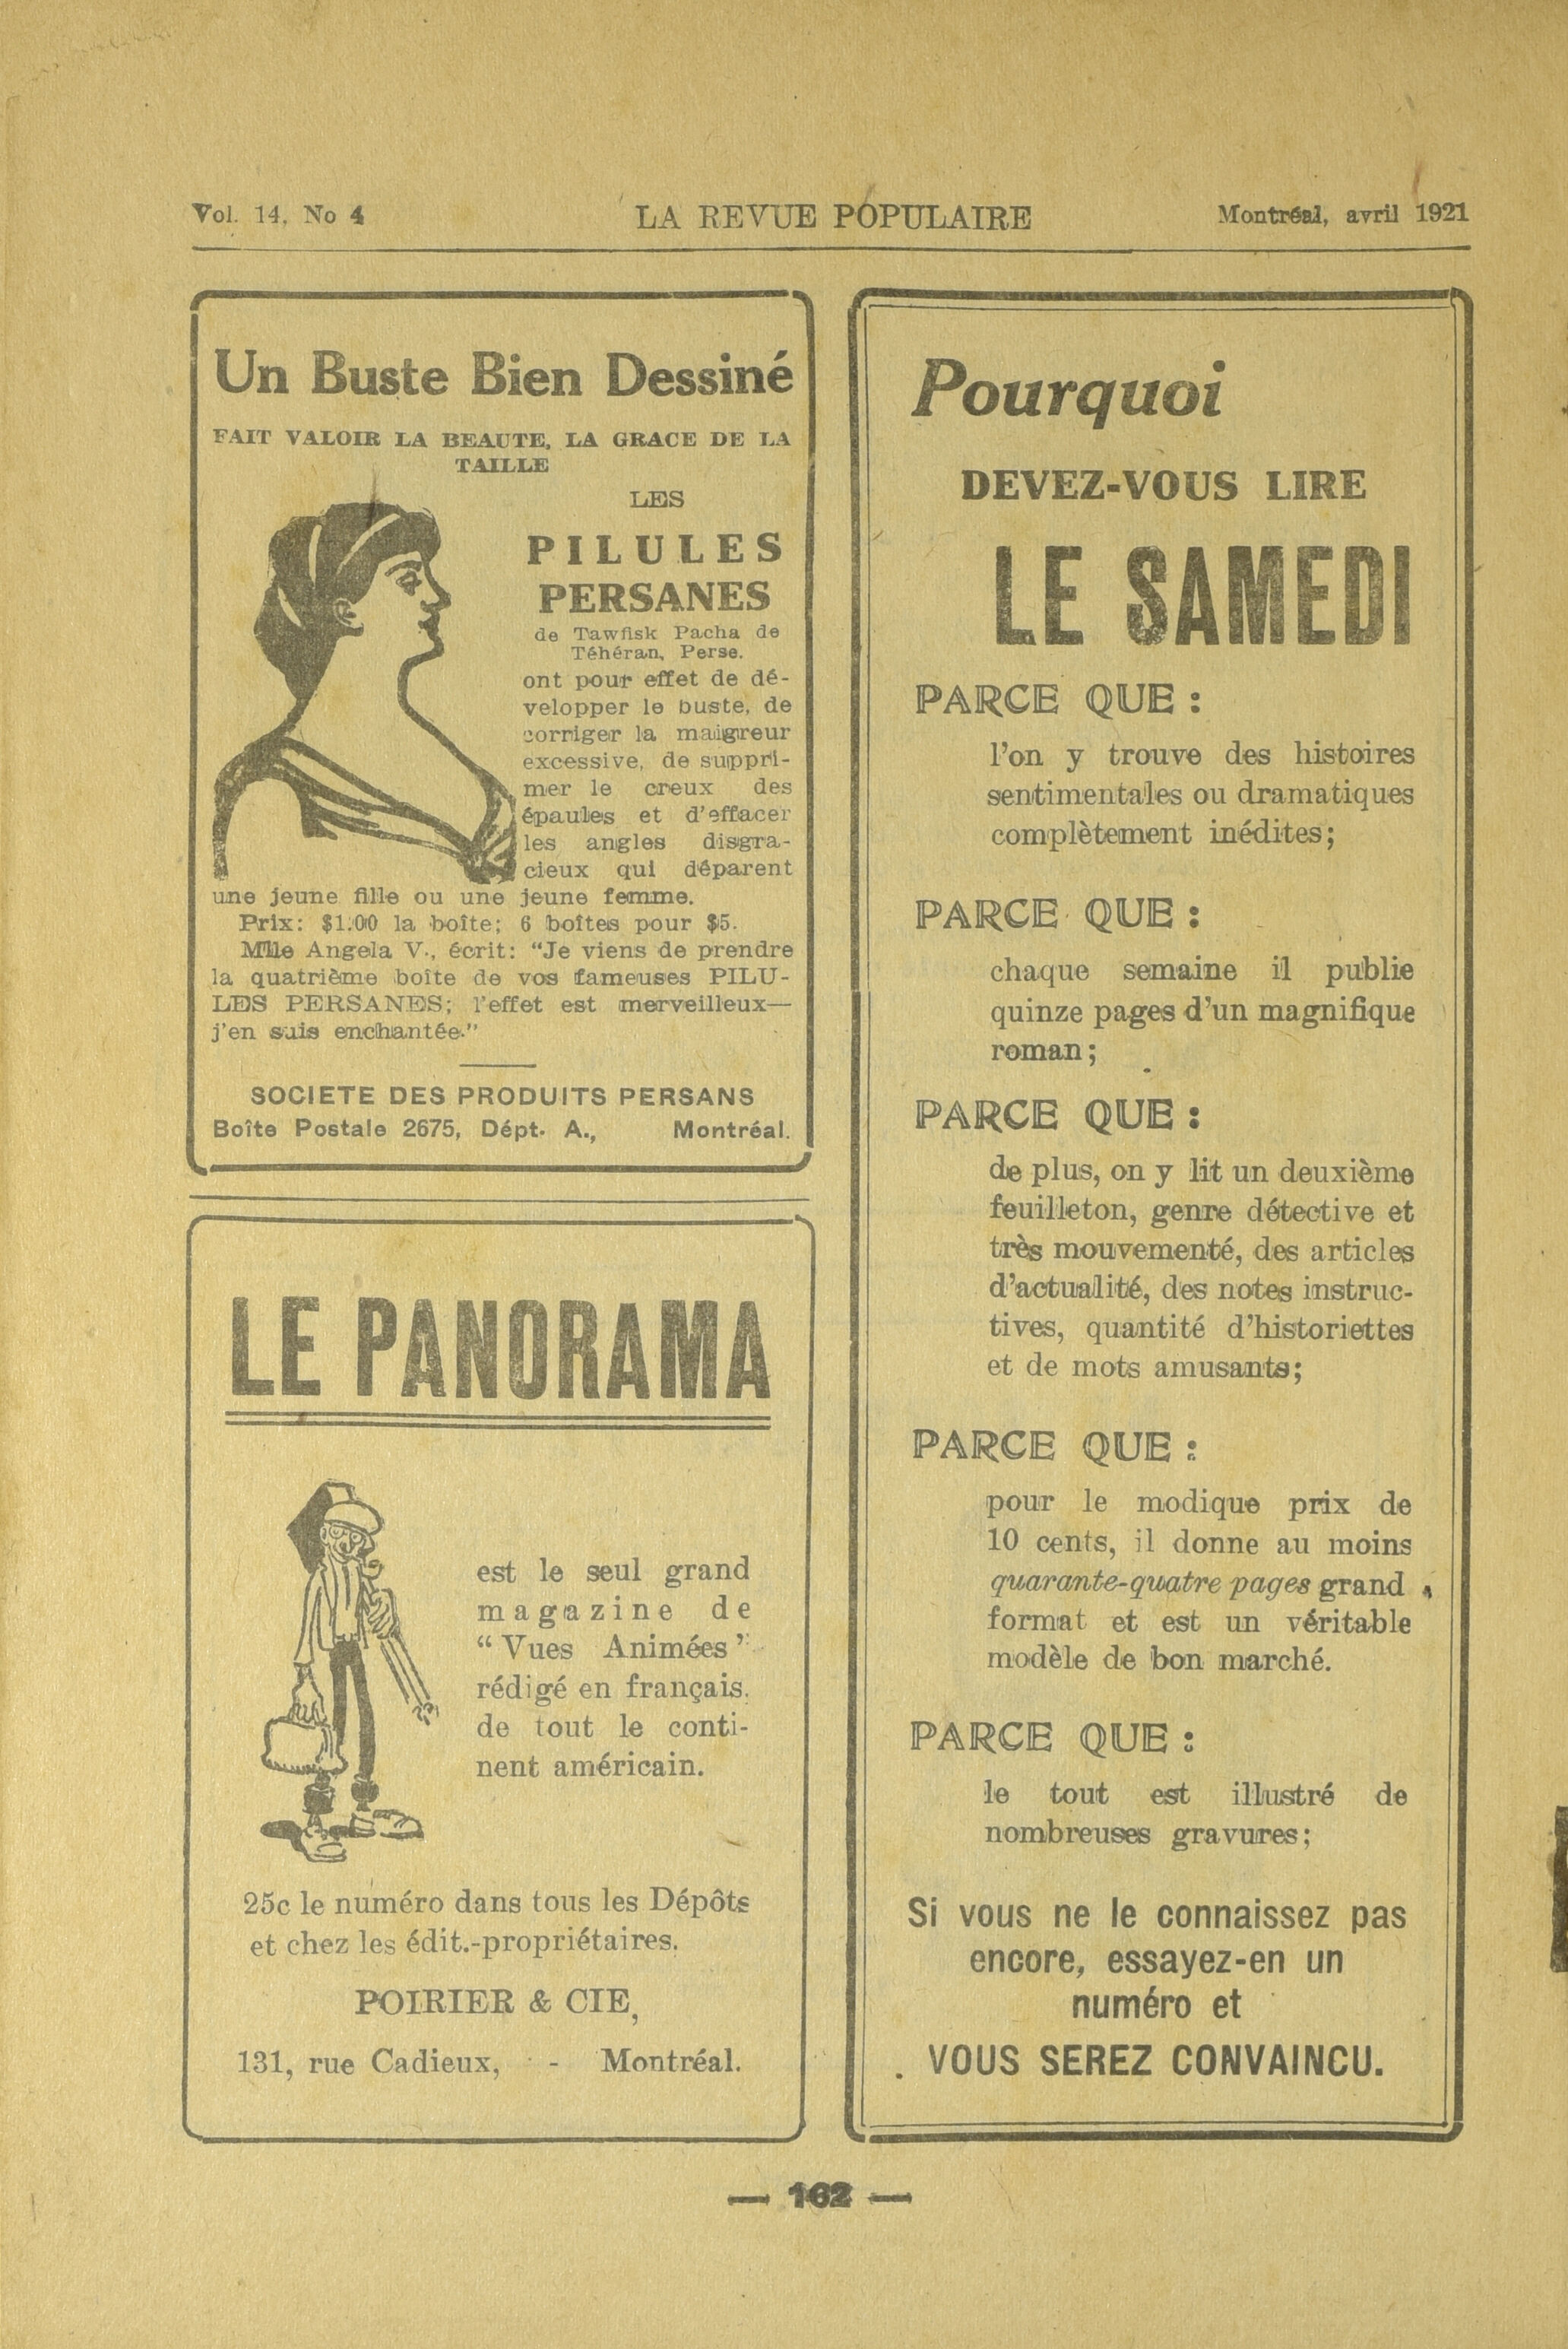 Vol. 14, No 4
LA REVUE POPULAIRE
Montréal, avril 1921
Un Buste Bien Dessiné
FAIT VALOIR LA BEAUTE, LA GRACE DE LA
TAILLE
LES
PILULES
PERSANES
de Tawfisk Pacha de
Téhéran, Perse.
ont pour effet de dé-
velopper le buste, de
corriger la maigreur
excessive, de suppri-
mer le creux des
épaules et d'effacer
les angles disgra-
cieux qui déparent
une jeune fille ou une jeune femme.
Prix: $1.00 la boîte; 6 boîtes pour $5.
Mlle Angela V., écrit: "Je viens de prendre
la quatrième boîte de vos fameuses PILU-
LES PERSANES; l'effet est merveilleux—
j'en suis enchantée."
SOCIETE DES PRODUITS PERSANS
Boîte Postale 2675, Dépt. A., Montréal.
LE PANORAMA
est le seul grand
magazine de
"Vues Animées"
rédigé en français.
de tout le conti-
nent américain.
25c le numéro dans tous les Dépôts
et chez les édit.-propriétaires.
POIRIER & CIE,
131, rue Cadieux, - Montréal.
Pourquoi
DEVEZ-VOUS LIRE
LE SAMEDI
PARCE QUE :
l'on y trouve des histoires
sentimentales ou dramatiques
complètement inédites;
PARCE QUE :
chaque semaine il publie
quinze pages d'un magnifique
roman;
PARCE QUE :
de plus, on y lit un deuxième
feuilleton, genre détective et
très mouvementé, des articles
d'actualité, des notes instruc-
tives, quantité d'historiettes
et de mots amusants;
PARCE QUE :
pour le modique prix de
10 cents, il donne au moins
quarante-quatre pages grand
format et est un véritable
modèle de bon marché.
PARCE QUE :
le tout est illustré de
nombreuses gravures;
Si vous ne le connaissez pas
encore, essayez-en un
numéro et
VOUS SEREZ CONVAINCU.
— 162 —